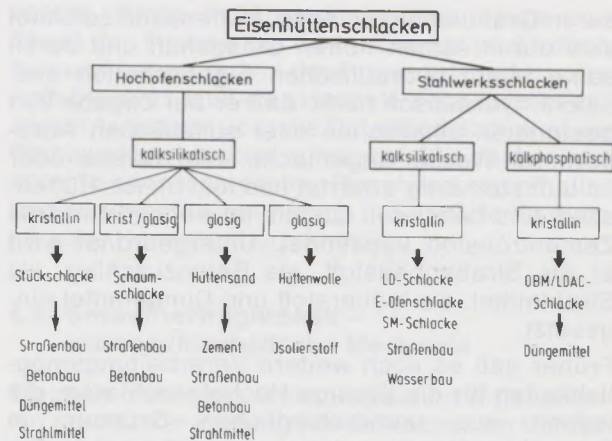 Eisenhüttenschlacken
Hochofenschlacken
Stahlwerksschlacken
kalksilikatisch
kalksilikatisch
kalkphosphatisch
kristallin
krist / glasig
glasig
glasig
kristallin
kristallin
Stückschlacke
Straßenbau
Betonbau
Düngemittel
Strahlmittel
Schaum-
schlacke
Straßenbau
Betonbau
Hüttensand
Zement
Straßenbau
Betonbau
Strahlmittel
Hüttenwolle
Jsolierstoff
LD-Schlacke
E-Ofenschlacke
SM-Schlacke
Straßenbau
Wasserbau
OBM/LDAC-
Schlacke
Düngemittel